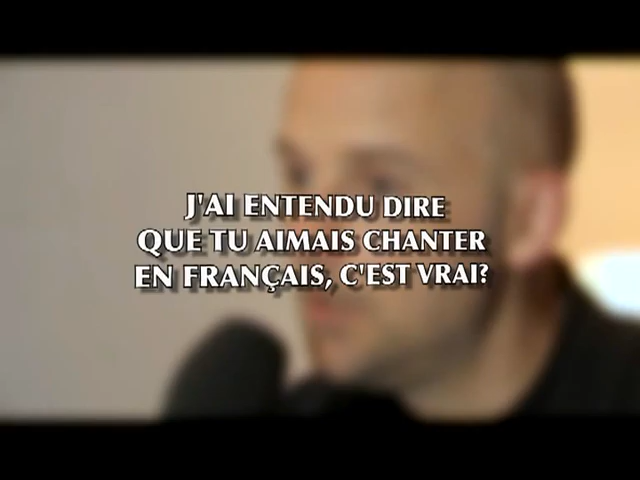 J'AI ENTENDU DIRE
QUE TU AIMAIS CHANTER
EN FRANÇAIS, C'EST VRAI?